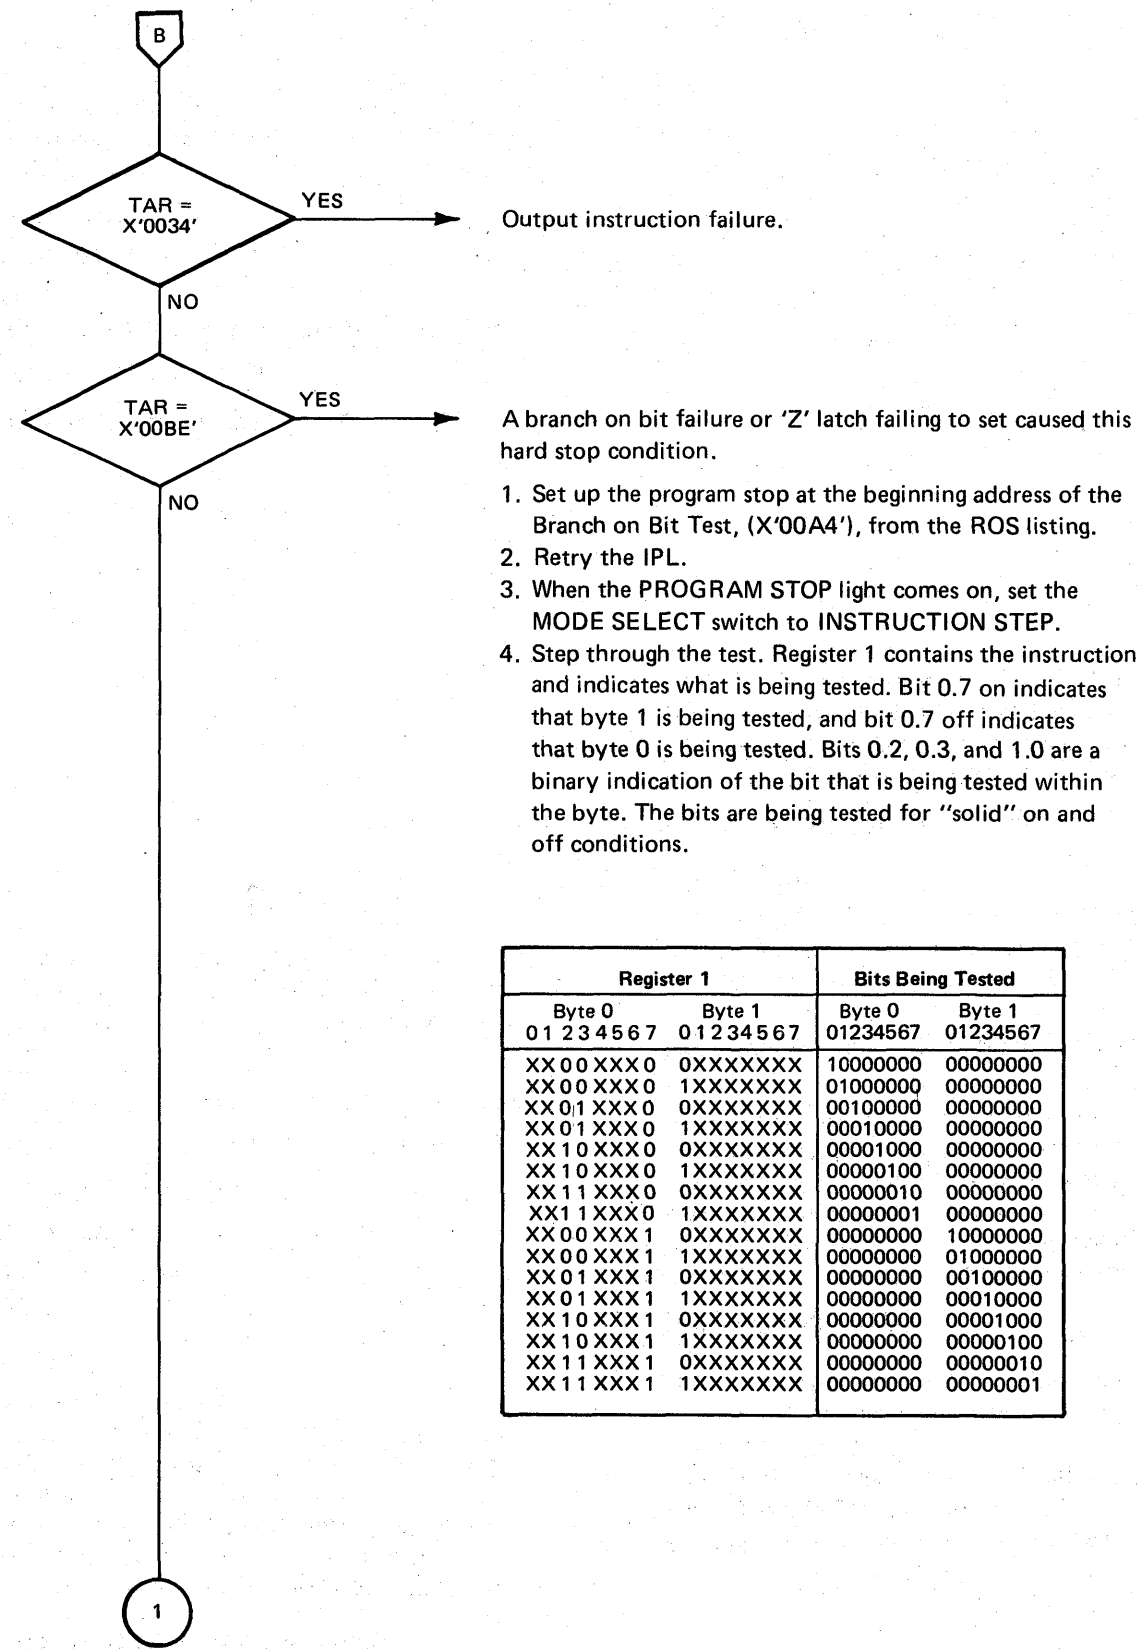 B
TAR =
X'0034'
YES
Output instruction failure.
NO
TAR =
X'00BE'
YES
A branch on bit failure or 'Z' latch failing to set caused this
hard stop condition.
NO
1. Set up the program stop at the beginning address of the
Branch on Bit Test, (X'00A4'), from the ROS listing.
2. Retry the IPL.
3. When the PROGRAM STOP light comes on, set the
MODE SELECT switch to INSTRUCTION STEP.
4. Step through the test. Register 1 contains the instruction
and indicates what is being tested. Bit 0.7 on indicates
that byte 1 is being tested, and bit 0.7 off indicates
that byte 0 is being tested. Bits 0.2, 0.3, and 1.0 are a
binary indication of the bit that is being tested within
the byte. The bits are being tested for "solid" on and
off conditions.
Register 1 Bits Being Tested
Byte 0 Byte 1 Byte 0 Byte 1
01234567 01234567 01234567 01234567
XX00XXX0 0XXXXXXX 10000000 00000000
XX00XXX0 1XXXXXXX 01000000 00000000
XX01XXX0 0XXXXXXX 00100000 00000000
XX01XXX0 1XXXXXXX 00010000 00000000
XX10XXX0 0XXXXXXX 00001000 00000000
XX10XXX0 1XXXXXXX 00000100 00000000
XX11XXX0 0XXXXXXX 00000010 00000000
XX11XXX0 1XXXXXXX 00000001 00000000
XX00XXX1 0XXXXXXX 00000000 10000000
XX00XXX1 1XXXXXXX 00000000 01000000
XX01XXX1 0XXXXXXX 00000000 00100000
XX01XXX1 1XXXXXXX 00000000 00010000
XX10XXX1 0XXXXXXX 00000000 00001000
XX10XXX1 1XXXXXXX 00000000 00000100
XX11XXX1 0XXXXXXX 00000000 00000010
XX11XXX1 1XXXXXXX 00000000 00000001
1